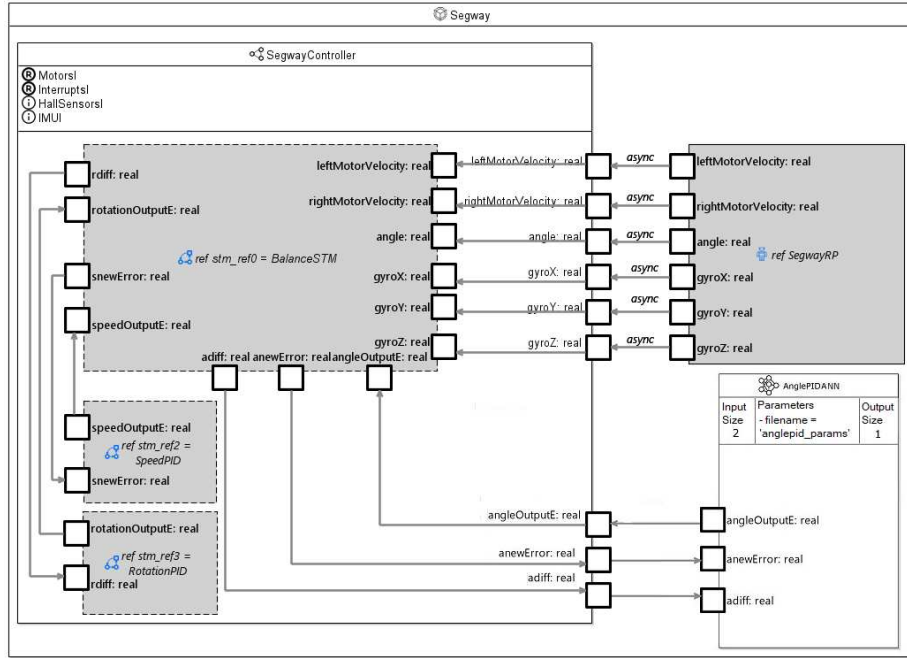 Segway
SegwayController
R MotorsI
R InterruptsI
i HallSensorsI
i IMUI
rdiff: real
rotationOutputE: real
snewError: real
speedOutputE: real
ref stm_ref0 = BalanceSTM
leftMotorVelocity: real
rightMotorVelocity: real
angle: real
gyroX: real
gyroY: real
gyroZ: real
adiff: real anewError: real angleOutputE: real
leftMotorVelocity: real
rightMotorVelocity: real
angle: real
gyroX: real
gyroY: real
gyroZ: real
async
async
async
async
async
async
leftMotorVelocity: real
rightMotorVelocity: real
angle: real
ref SegwayRP
gyroX: real
gyroY: real
gyroZ: real
speedOutputE: real
ref stm_ref2 =
SpeedPID
snewError: real
rotationOutputE: real
ref stm_ref3 =
RotationPID
rdiff: real
angleOutputE: real
anewError: real
adiff: real
AnglePIDANN
Input
Size
2
Parameters
- filename =
'anglepid_params'
Output
Size
1
angleOutputE: real
anewError: real
adiff: real